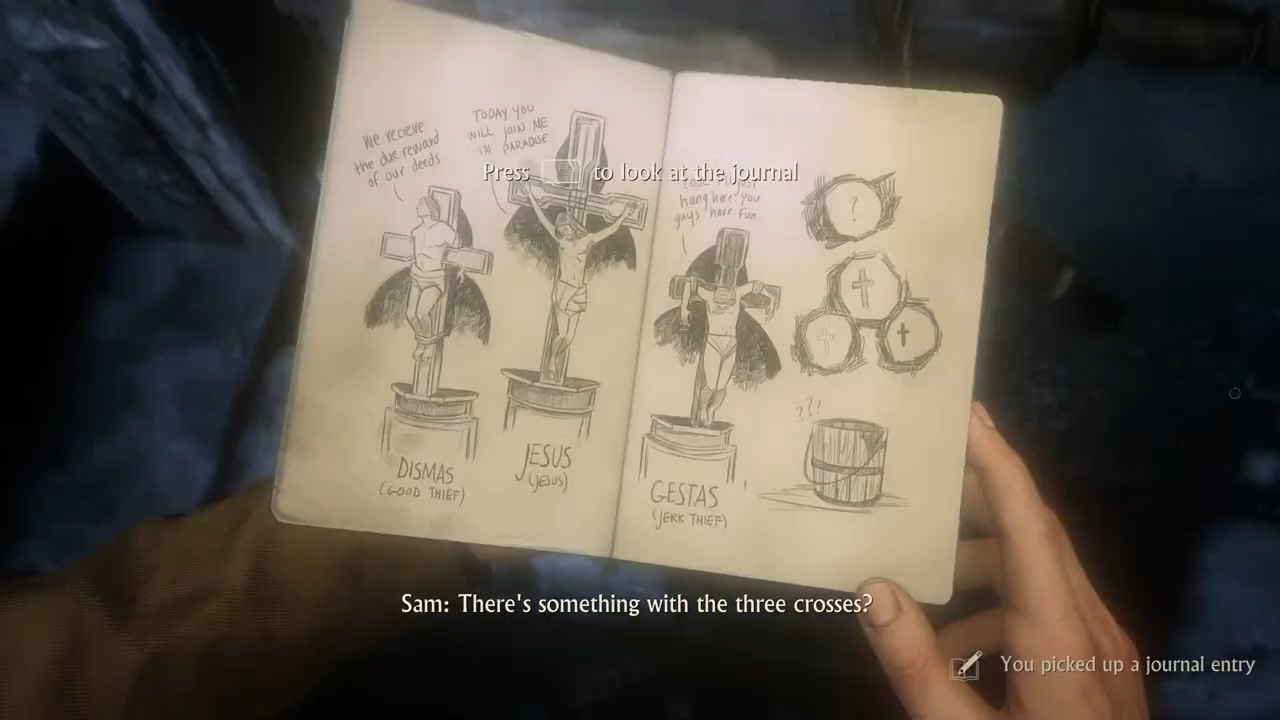 We recieve
the due reward
of our deeds
TODAY YOU
WILL JOIN ME
IN PARADISE
Press to look at the journal
hang here. you
guys have fun.
?
???
DISMAS
(GOOD THIEF)
JESUS
(JESUS)
GESTAS
(JERK THIEF)
Sam: There's something with the three crosses?
You picked up a journal entry